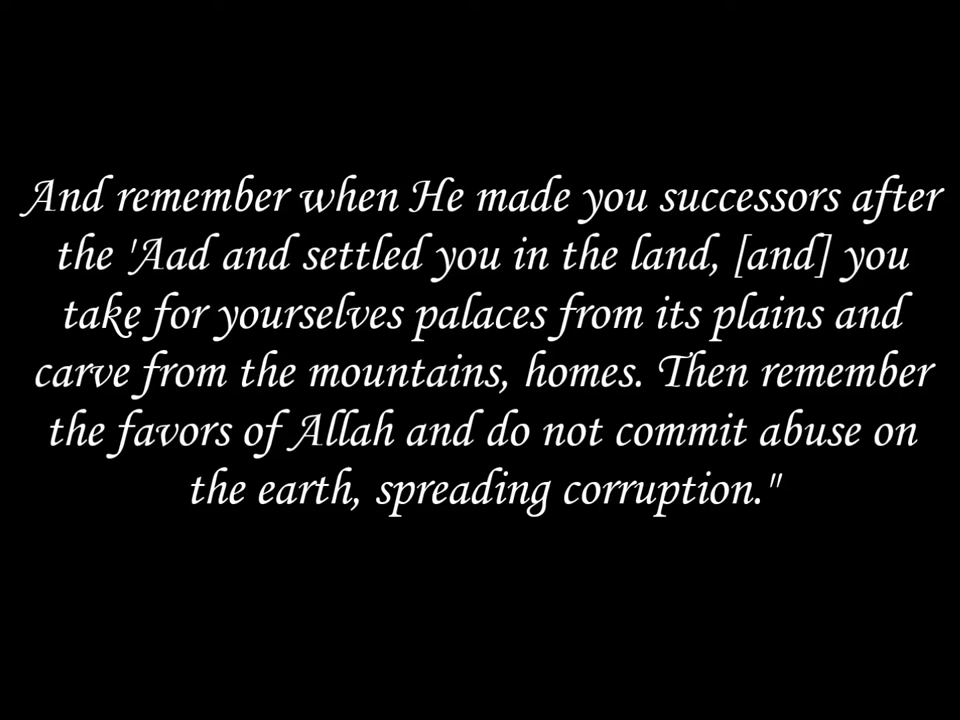 And remember when He made you successors after
the 'Aad and settled you in the land, [and] you
take for yourselves palaces from its plains and
carve from the mountains, homes. Then remember
the favors of Allah and do not commit abuse on
the earth, spreading corruption."